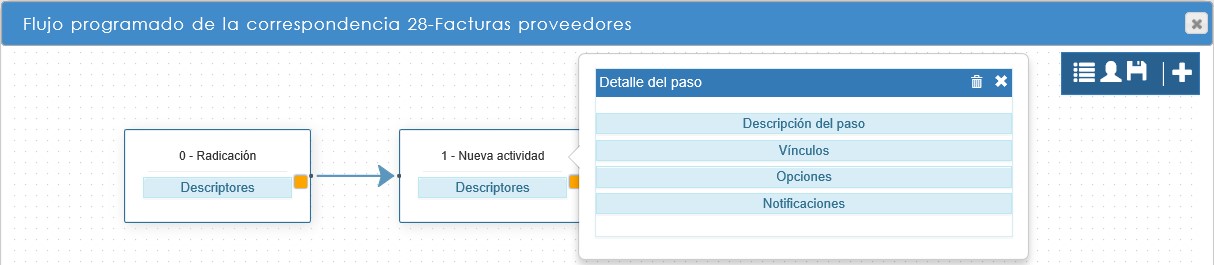 Flujo programado de la correspondencia 28-Facturas proveedores
0 - Radicación
Descriptores
1 - Nueva actividad
Descriptores
Detalle del paso
Descripción del paso
Vínculos
Opciones
Notificaciones